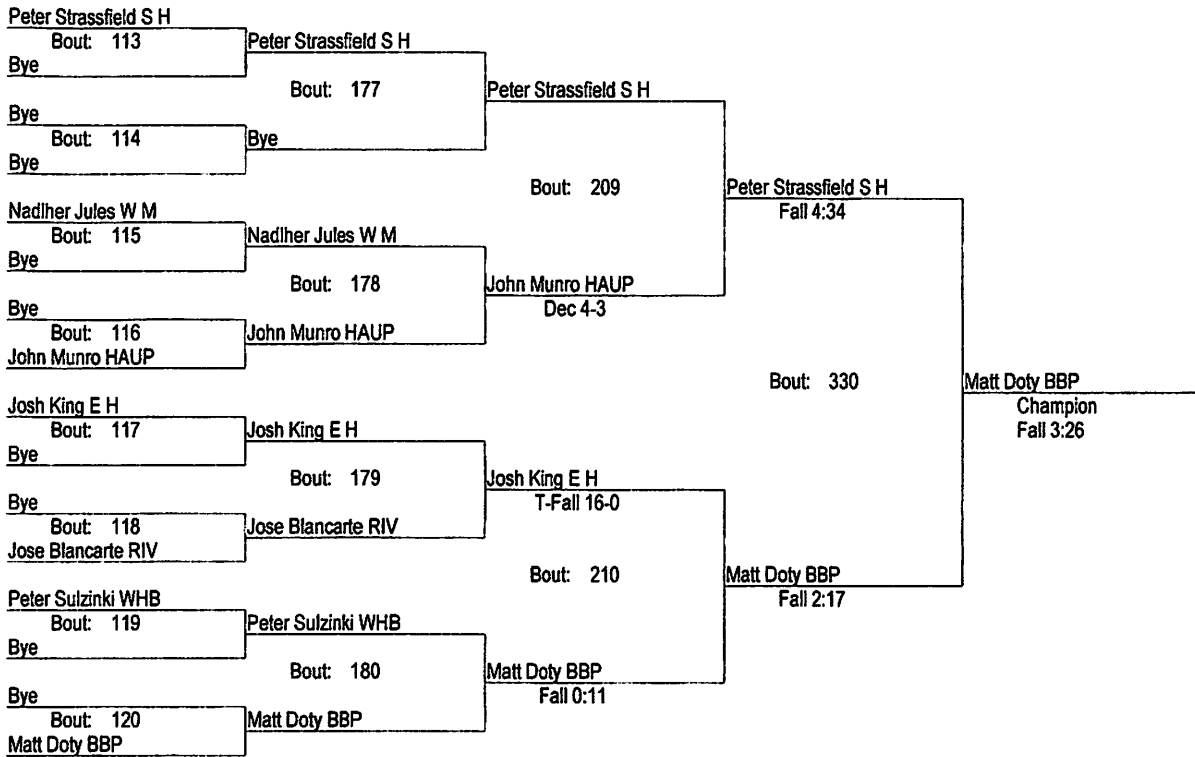 Peter Strassfield S H
Bout: 113
Bye
Peter Strassfield S H
Bout: 177
Bye
Bout: 114
Bye
Bye
Peter Strassfield S H
Bout: 209
Nadlher Jules W M
Bout: 115
Bye
Nadlher Jules W M
Bout: 178
Bye
Bout: 116
John Munro HAUP
John Munro HAUP
John Munro HAUP
Dec 4-3
Peter Strassfield S H
Fall 4:34
Bout: 330
Josh King E H
Bout: 117
Bye
Josh King E H
Bout: 179
Bye
Bout: 118
Jose Blancarte RIV
Jose Blancarte RIV
Josh King E H
T-Fall 16-0
Bout: 210
Peter Sulzinki WHB
Bout: 119
Bye
Peter Sulzinki WHB
Bout: 180
Bye
Bout: 120
Matt Doty BBP
Matt Doty BBP
Matt Doty BBP
Fall 0:11
Matt Doty BBP
Fall 2:17
Matt Doty BBP
Champion
Fall 3:26